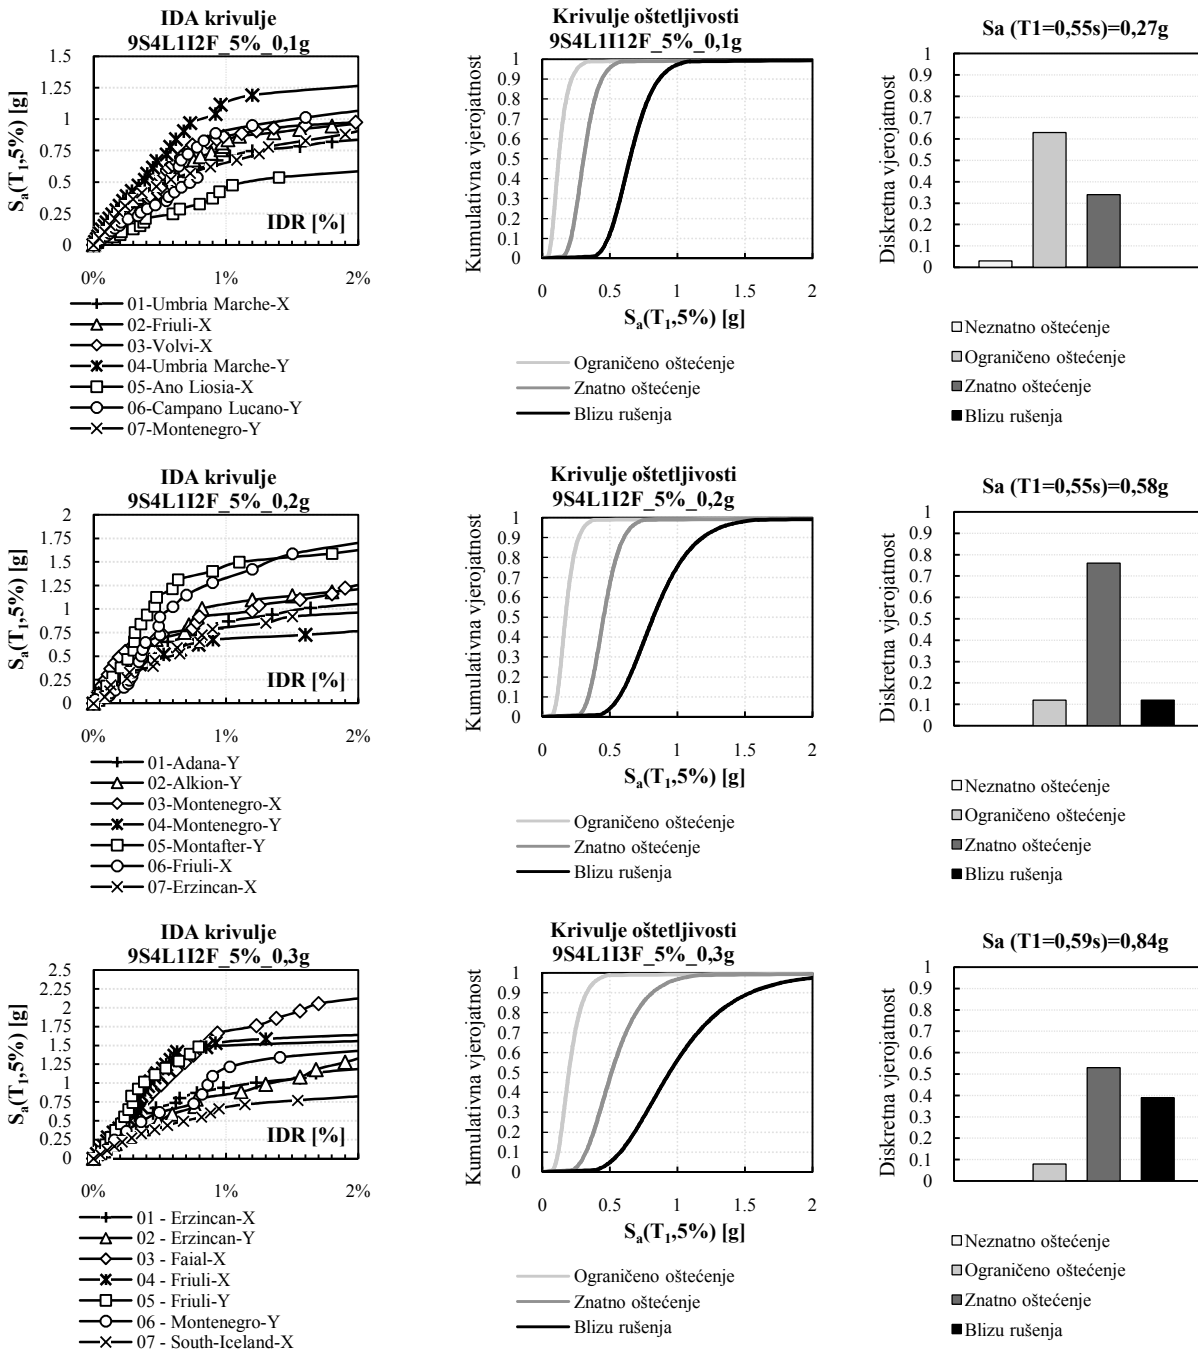 IDA krivulje
9S4L1I2F_5%_0,1g
1.5
1.25
1
0.75
0.5
0.25
0
Sa(T1,5%) [g]
IDR [%]
0% 1% 2%
01-Umbria Marche-X
02-Friuli-X
03-Volvi-X
04-Umbria Marche-Y
05-Ano Liosia-X
06-Campano Lucano-Y
07-Montenegro-Y
Krivulje oštetljivosti
9S4L1I12F_5%_0,1g
1
0.9
0.8
0.7
0.6
0.5
0.4
0.3
0.2
0.1
0
Kumulativna vjerojatnost
0 0.5 1 1.5 2
Sa(T1,5%) [g]
Ograničeno oštećenje
Znatno oštećenje
Blizu rušenja
Sa (T1=0,55s)=0,27g
1
0.9
0.8
0.7
0.6
0.5
0.4
0.3
0.2
0.1
0
Diskretna vjerojatnost
Neznatno oštećenje
Ograničeno oštećenje
Znatno oštećenje
Blizu rušenja
IDA krivulje
9S4L1I2F_5%_0,2g
2
1.75
1.5
1.25
1
0.75
0.5
0.25
0
Sa(T1,5%) [g]
IDR [%]
0% 1% 2%
01-Adana-Y
02-Alkion-Y
03-Montenegro-X
04-Montenegro-Y
05-Montafter-Y
06-Friuli-X
07-Erzincan-X
Krivulje oštetljivosti
9S4L1I2F_5%_0,2g
1
0.9
0.8
0.7
0.6
0.5
0.4
0.3
0.2
0.1
0
Kumulativna vjerojatnost
0 0.5 1 1.5 2
Sa(T1,5%) [g]
Ograničeno oštećenje
Znatno oštećenje
Blizu rušenja
Sa (T1=0,55s)=0,58g
1
0.9
0.8
0.7
0.6
0.5
0.4
0.3
0.2
0.1
0
Diskretna vjerojatnost
Neznatno oštećenje
Ograničeno oštećenje
Znatno oštećenje
Blizu rušenja
IDA krivulje
9S4L1I2F_5%_0,3g
2.5
2.25
2
1.75
1.5
1.25
1
0.75
0.5
0.25
0
Sa(T1,5%) [g]
IDR [%]
0% 1% 2%
01 - Erzincan-X
02 - Erzincan-Y
03 - Faial-X
04 - Friuli-X
05 - Friuli-Y
06 - Montenegro-Y
07 - South-Iceland-X
Krivulje oštetljivosti
9S4L1I3F_5%_0,3g
1
0.9
0.8
0.7
0.6
0.5
0.4
0.3
0.2
0.1
0
Kumulativna vjerojatnost
0 0.5 1 1.5 2
Sa(T1,5%) [g]
Ograničeno oštećenje
Znatno oštećenje
Blizu rušenja
Sa (T1=0,59s)=0,84g
1
0.9
0.8
0.7
0.6
0.5
0.4
0.3
0.2
0.1
0
Diskretna vjerojatnost
Neznatno oštećenje
Ograničeno oštećenje
Znatno oštećenje
Blizu rušenja